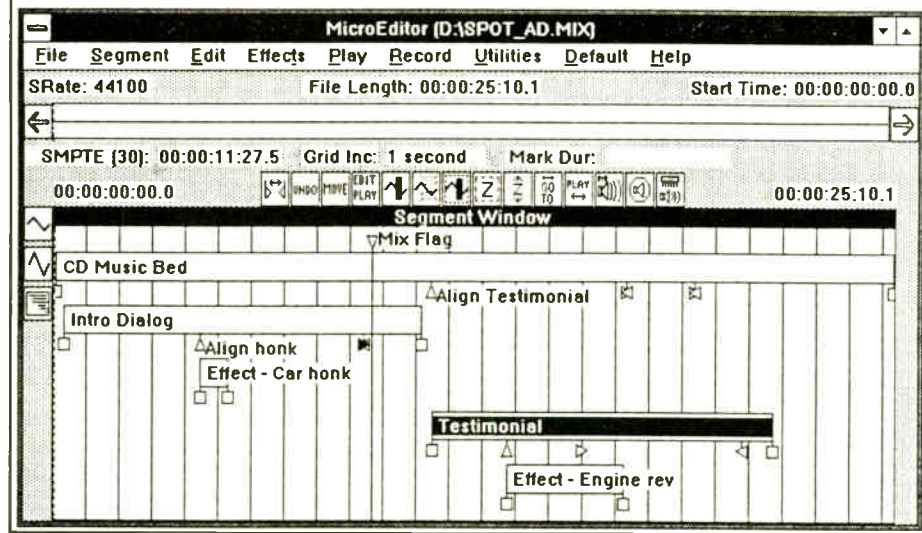 MicroEditor (D:\SPOT_AD.MIX)
File Segment Edit Effects Play Record Utilities Default Help
SRate: 44100 File Length: 00:00:25:10.1 Start Time: 00:00:00:00.0
SMPTE (30): 00:00:11:27.5 Grid Inc: 1 second Mark Dur:
00:00:00:00.0 UNDO MOVE EDIT PLAY Z Z GO TO PLAY 00:00:25:10.1
Segment Window
Mix Flag
CD Music Bed
Align Testimonial
Intro Dialog
Align honk
Effect - Car honk
Testimonial
Effect - Engine rev